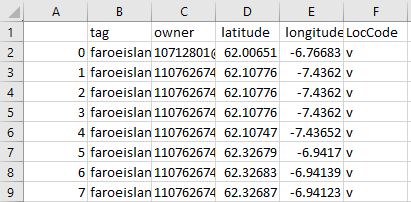 A B C D E F
1 tag owner latitude longitude LocCode
2 0 faroeislan 10712801@ 62.00651 -6.76683 v
3 1 faroeislan 110762674 62.10776 -7.4362 v
4 2 faroeislan 110762674 62.10776 -7.4362 v
5 3 faroeislan 110762674 62.10776 -7.4362 v
6 4 faroeislan 110762674 62.10747 -7.43652 v
7 5 faroeislan 110762674 62.32679 -6.9417 v
8 6 faroeislan 110762674 62.32683 -6.94139 v
9 7 faroeislan 110762674 62.32687 -6.94123 v